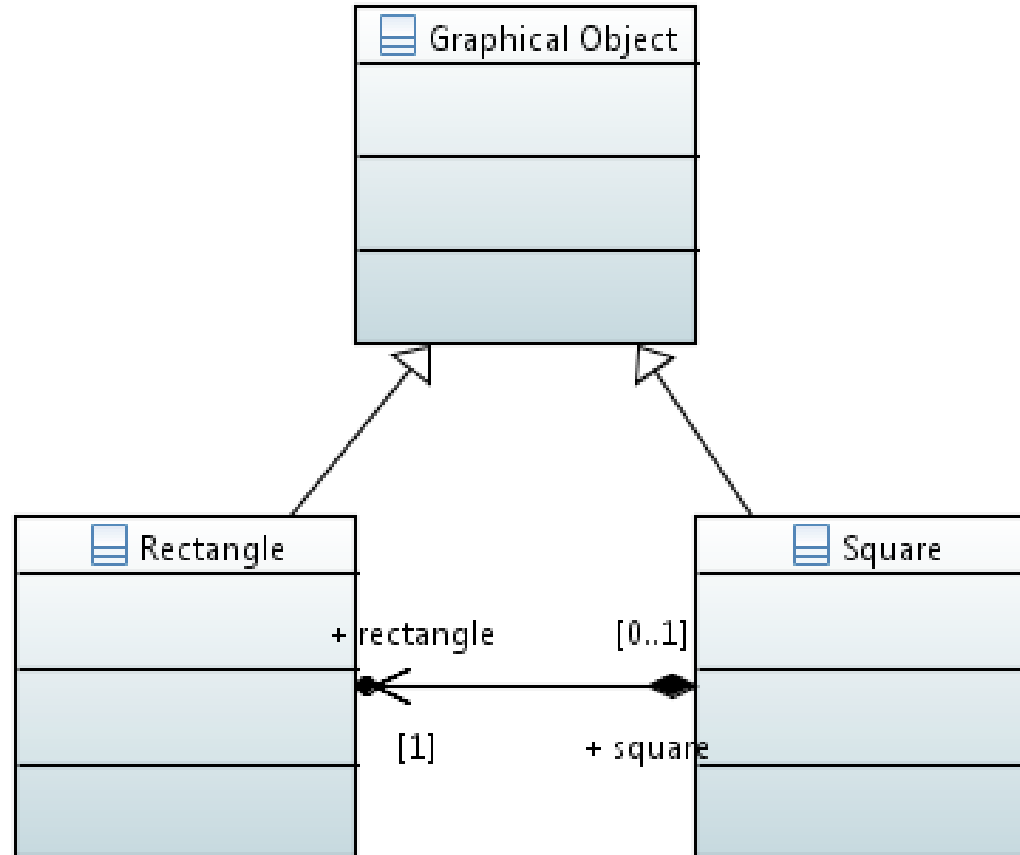 Graphical Object
Rectangle
Square
+ rectangle
[0..1]
[1]
+ square